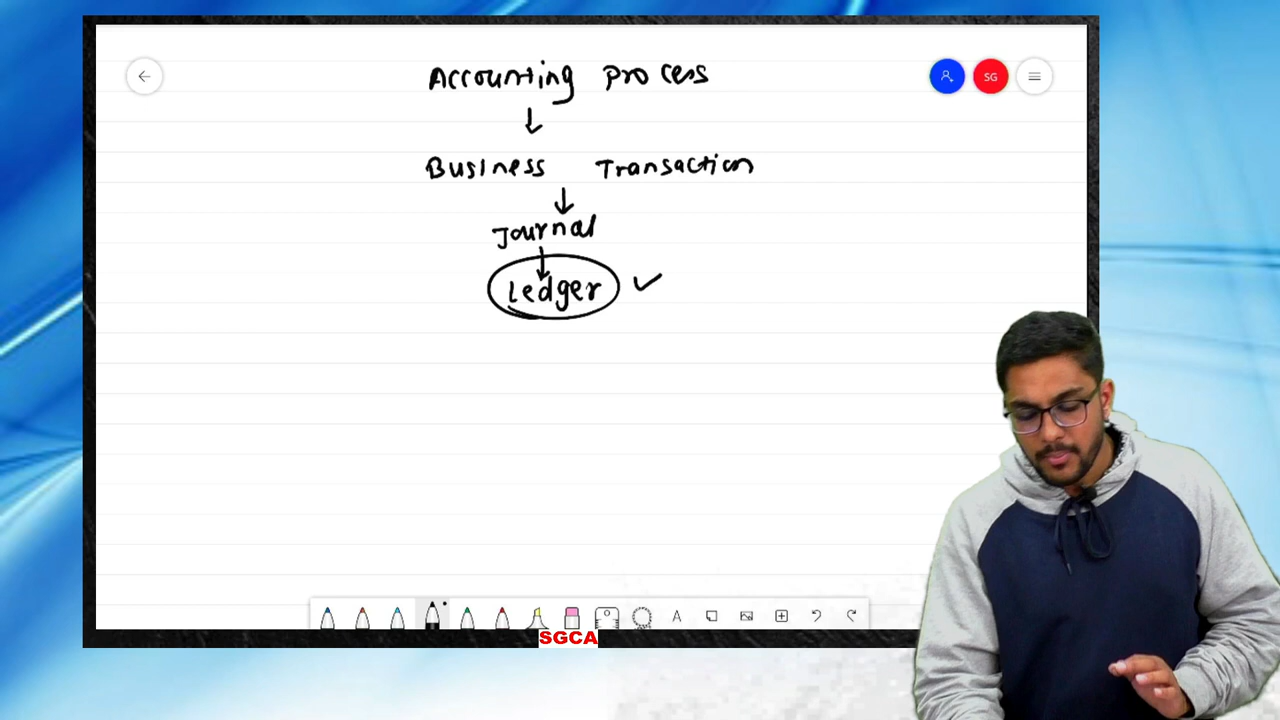 Accounting process
SG
Business Transaction
Journal
Ledger
A
SGCA